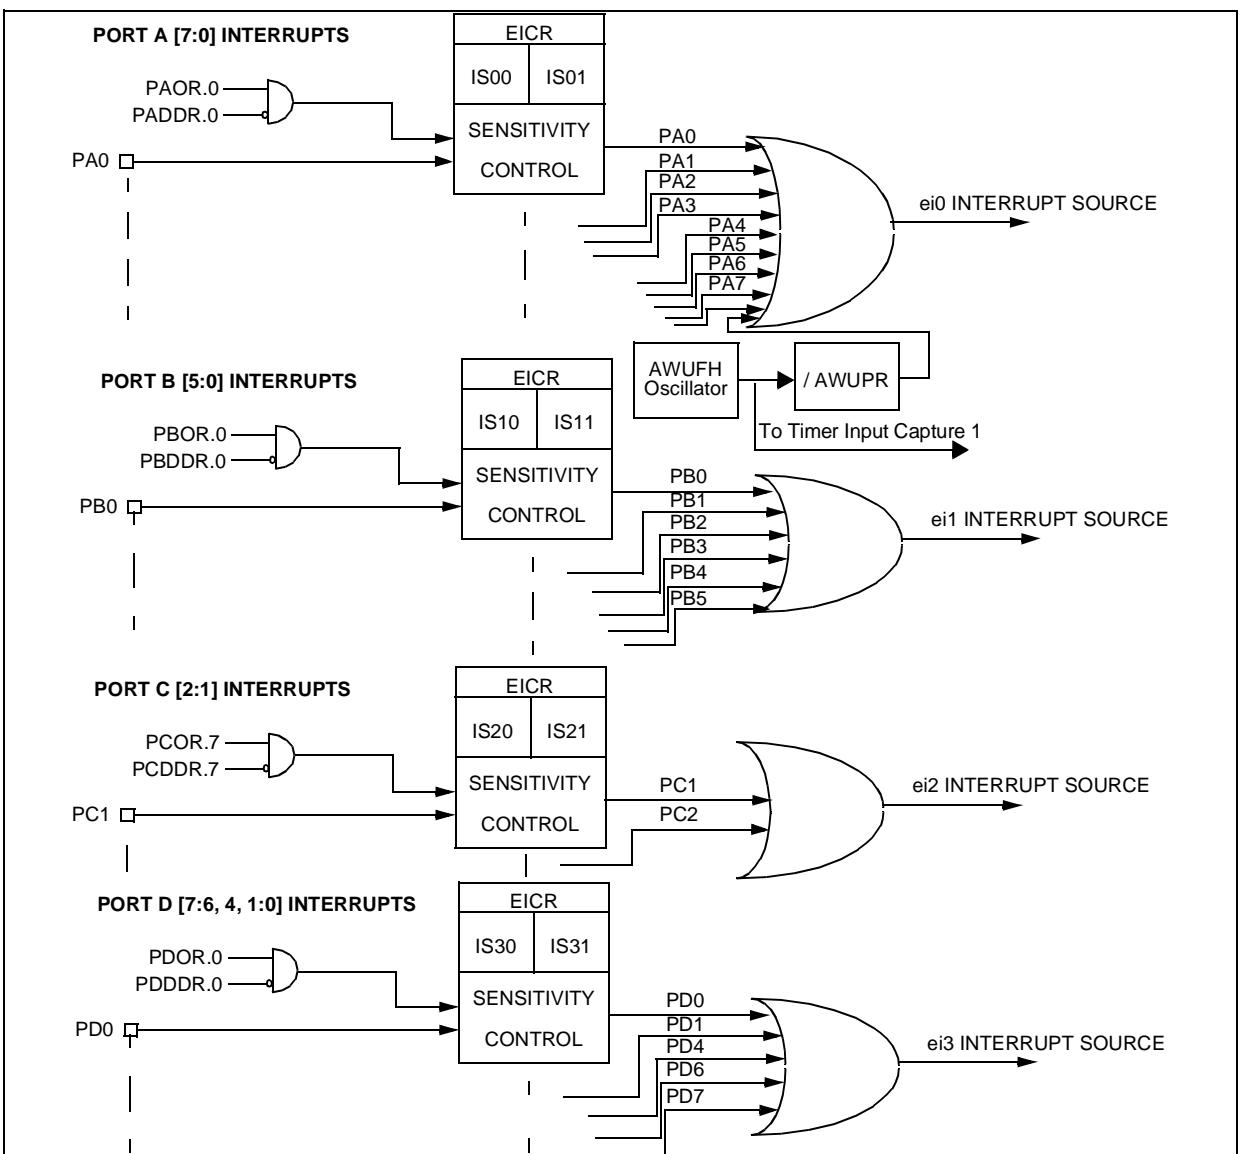 PORT A [7:0] INTERRUPTS
EICR
IS00 IS01
PAOR.0
PADDR.0
SENSITIVITY
CONTROL
PA0
PA0
PA1
PA2
PA3
PA4
PA5
PA6
PA7
ei0 INTERRUPT SOURCE
AWUFH
Oscillator
/ AWUPR
To Timer Input Capture 1
PORT B [5:0] INTERRUPTS
EICR
IS10 IS11
PBOR.0
PBDDR.0
SENSITIVITY
CONTROL
PB0
PB0
PB1
PB2
PB3
PB4
PB5
ei1 INTERRUPT SOURCE
PORT C [2:1] INTERRUPTS
EICR
IS20 IS21
PCOR.7
PCDDR.7
SENSITIVITY
CONTROL
PC1
PC1
PC2
ei2 INTERRUPT SOURCE
PORT D [7:6, 4, 1:0] INTERRUPTS
EICR
IS30 IS31
PDOR.0
PDDDR.0
SENSITIVITY
CONTROL
PD0
PD0
PD1
PD4
PD6
PD7
ei3 INTERRUPT SOURCE